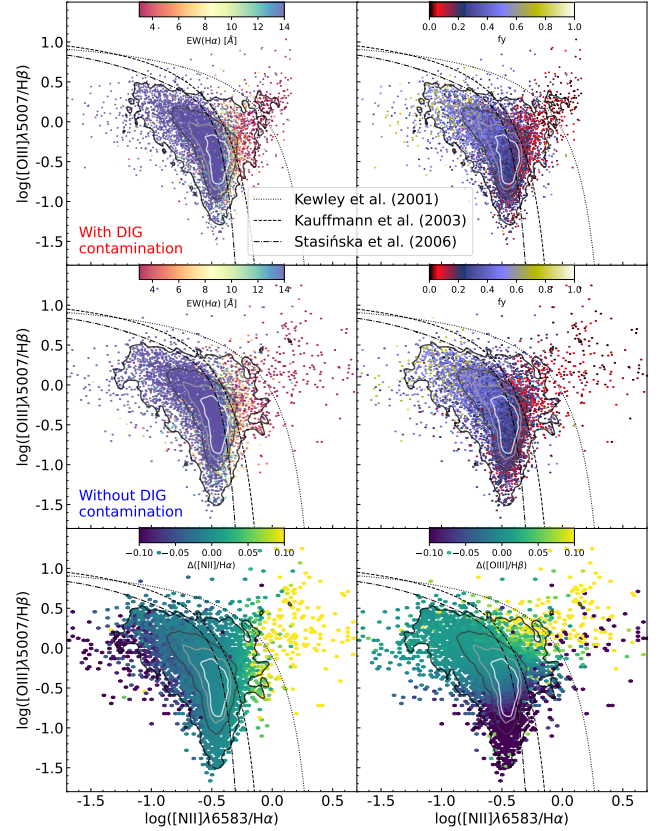 4 6 8 10 12 14
EW(Hα) [Å]
0.0 0.2 0.4 0.6 0.8 1.0
fy
1.0
0.5
0.0
-0.5
-1.0
-1.5
log([OIII]λ5007/Hβ)
With DIG
contamination
Kewley et al. (2001)
Kauffmann et al. (2003)
Stasińska et al. (2006)
4 6 8 10 12 14
EW(Hα) [Å]
0.0 0.2 0.4 0.6 0.8 1.0
fy
1.0
0.5
0.0
-0.5
-1.0
-1.5
log([OIII]λ5007/Hβ)
Without DIG
contamination
−0.10 −0.05 0.00 0.05 0.10
Δ([NII]/Hα)
−0.10 −0.05 0.00 0.05 0.10
Δ([OIII]/Hβ)
1.0
0.5
0.0
-0.5
-1.0
-1.5
log([OIII]λ5007/Hβ)
-1.5 -1.0 -0.5 0.0 0.5
log([NII]λ6583/Hα)
-1.5 -1.0 -0.5 0.0 0.5
log([NII]λ6583/Hα)